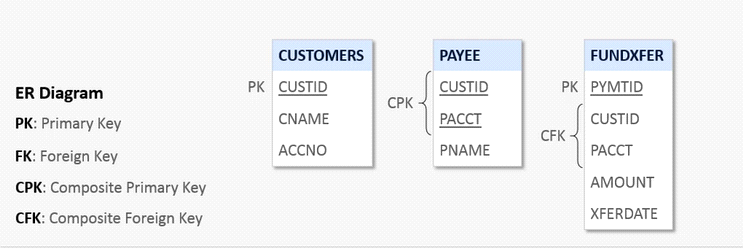 ER Diagram
PK: Primary Key
FK: Foreign Key
CPK: Composite Primary Key
CFK: Composite Foreign Key
CUSTOMERS
PK
CUSTID
CNAME
ACCNO
PAYEE
CPK
CUSTID
PACCT
PNAME
FUNDXFER
PK
PYMTID
CFK
CUSTID
PACCT
AMOUNT
XFERDATE